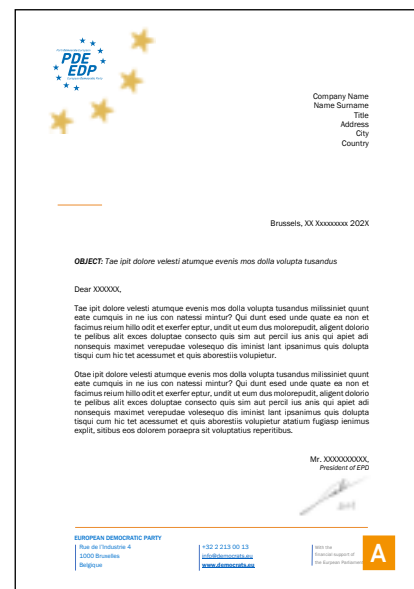 PDE
EDP
Company Name
Name Surname
Title
Address
City
Country
Brussels, XX Xxxxxxxxx 202X
OBJECT: Tae ipit dolore velesti atumque evenis mos dolla volupta tusandus
Dear XXXXXX,
Tae ipit dolore velesti atumque evenis mos dolla volupta tusandus milissiniet quunt
eate cumquis in ne ius con natessi mintur? Qui dunt esed unde quate ea non et
facimus reium hillo odit et exerfer eptur, undit ut eum dus molorepudit, aligent dolorio
te pelibus alit exces doluptae consecto quis sim aut percil ius anis qui apiet adi
nonsequis maximet verepudae volesequo dis iminist lant ipsanimus quis dolupta
tisqui cum hic tet acessumet et quis aborestiis volupietur.
Otae ipit dolore velesti atumque evenis mos dolla volupta tusandus milissiniet quunt
eate cumquis in ne ius con natessi mintur? Qui dunt esed unde quate ea non et
facimus reium hillo odit et exerfer eptur, undit ut eum dus molorepudit, aligent dolorio
te pelibus alit exces doluptae consecto quis sim aut percil ius anis qui apiet adi
nonsequis maximet verepudae volesequo dis iminist lant ipsanimus quis dolupta
tisqui cum hic tet acessumet et quis aborestiis volupietur atatium fugiasp ienimus
explit, sitibus eos dolorem poraepra sit voluptatius reperitibus.
Mr. XXXXXXXXXX,
President of EPD
EUROPEAN DEMOCRATIC PARTY
Rue de l'Industrie 4
1000 Bruxelles
Belgique
+32 2 213 00 13
info@democrats.eu
www.democrats.eu
With the
financial support of
the European Parliament
A